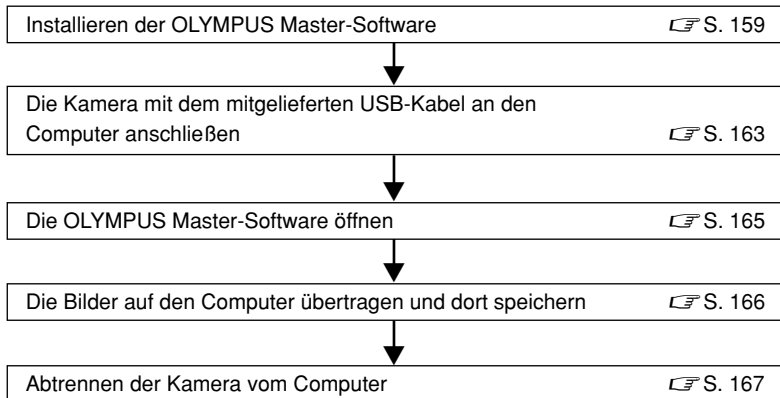 Installieren der OLYMPUS Master-Software ☞ S. 159
Die Kamera mit dem mitgelieferten USB-Kabel an den
Computer anschließen ☞ S. 163
Die OLYMPUS Master-Software öffnen ☞ S. 165
Die Bilder auf den Computer übertragen und dort speichern ☞ S. 166
Abtrennen der Kamera vom Computer ☞ S. 167